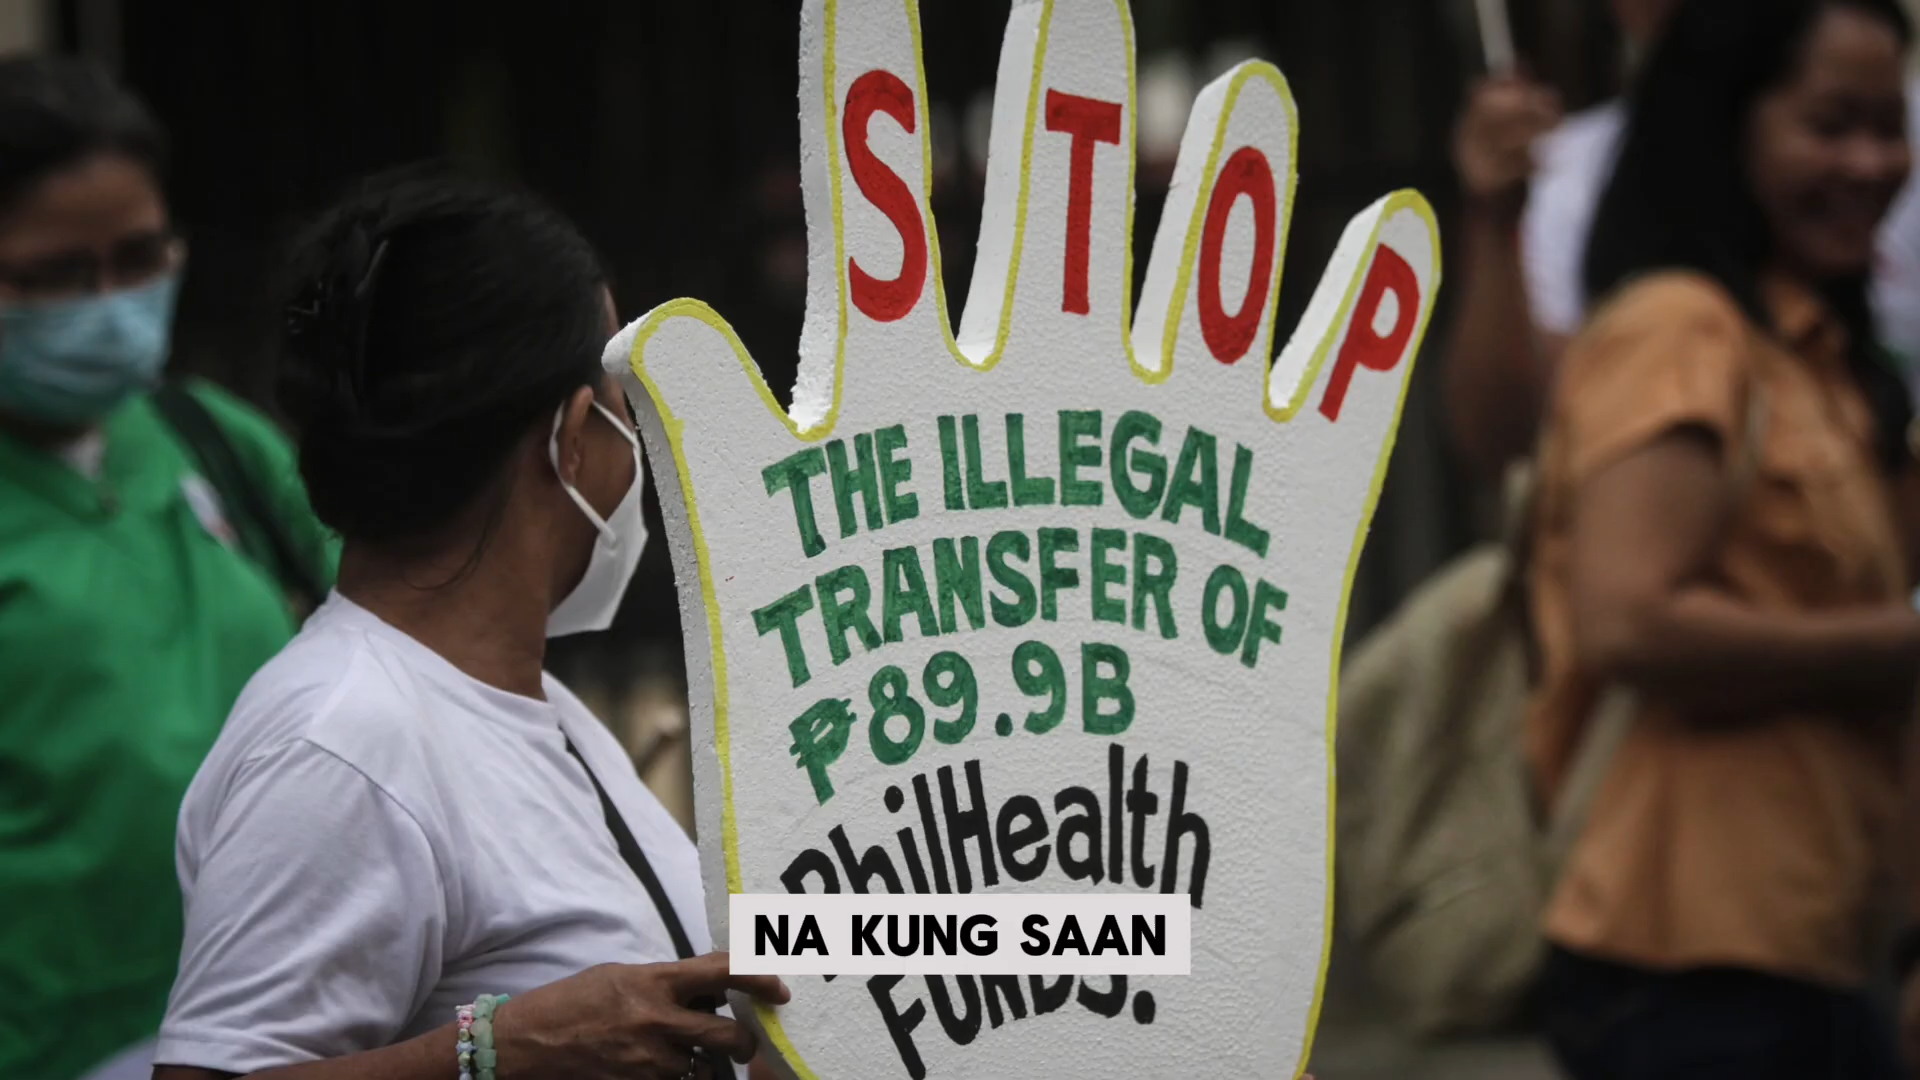 STOP
THE ILLEGAL
TRANSFER OF
₱89.9B
PhilHealth
NA KUNG SAAN
FUNDS.